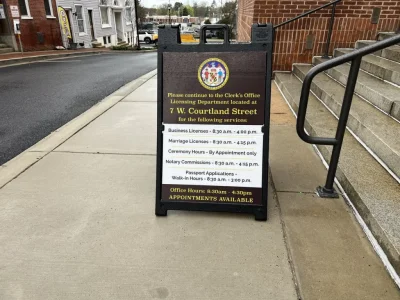 Please continue to the Clerk's Office
Licensing Department located at
7 W. Courtland Street
for the following services
Business Licenses - 8:30 a.m. - 4:00 p.m.
Marriage Licenses - 8:30 a.m. - 4:15 p.m.
Ceremony Hours - By Appointment only
Notary Commissions - 8:30 a.m. - 4:15 p.m.
Passport Applications -
Walk-in Hours - 8:30 a.m. - 3:00 p.m.
Office Hours: 8:30am - 4:30pm
APPOINTMENTS AVAILABLE